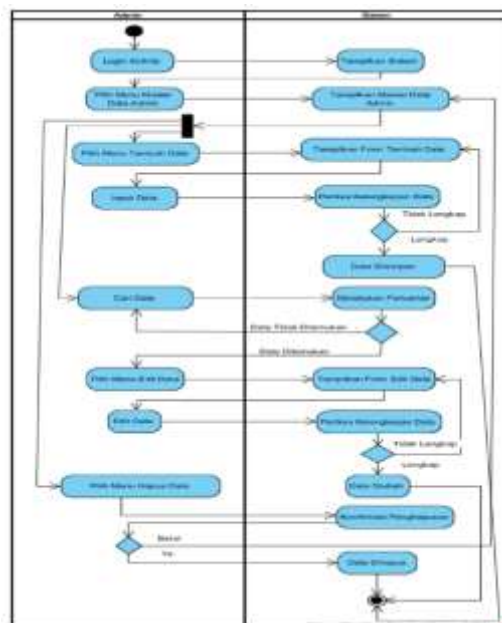 Admin
Sistem
Login Admin
Tampilkan Sistem
Pilih Menu Master
Data Admin
Tampilkan Master Data
Admin
Pilih Menu Tambah Data
Tampilkan Form Tambah Data
Input Data
Periksa Kelengkapan Data
Tidak Lengkap
Lengkap
Data Disimpan
Cari Data
Melakukan Pencarian
Data Tidak Ditemukan
Data Ditemukan
Pilih Menu Edit Data
Tampilkan Form Edit Data
Edit Data
Periksa Kelengkapan Data
Tidak Lengkap
Lengkap
Data Diubah
Pilih Menu Hapus Data
Konfirmasi Penghapusan
Batal
Ya
Data Dihapus